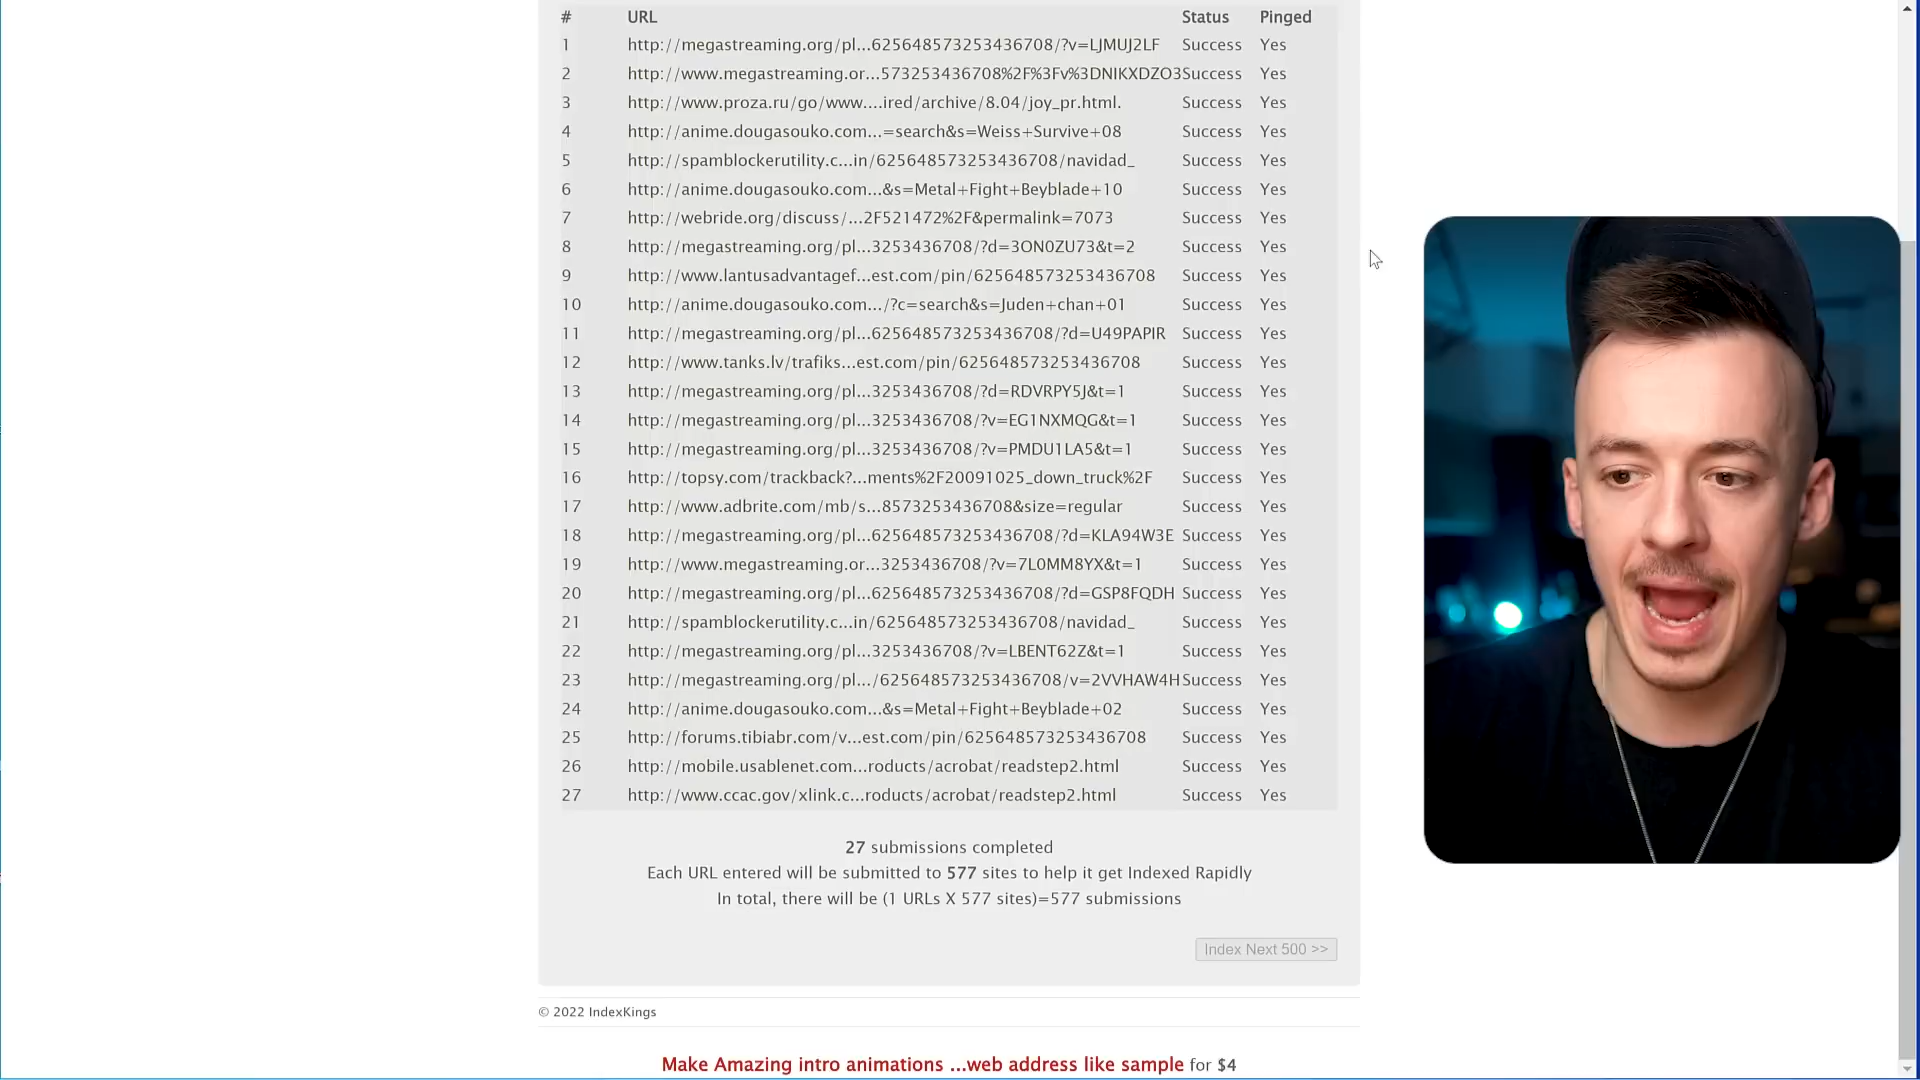 # URL Status Pinged
1 http://megastreaming.org/pl...625648573253436708/?v=LJMUJ2LF Success Yes
2 http://www.megastreaming.or...573253436708%2F%3Fv%3DNIKXDZO3 Success Yes
3 http://www.proza.ru/go/www....ired/archive/8.04/joy_pr.html. Success Yes
4 http://anime.dougasouko.com...=search&s=Weiss+Survive+08 Success Yes
5 http://spamblockerutility.c...in/625648573253436708/navidad_ Success Yes
6 http://anime.dougasouko.com...&s=Metal+Fight+Beyblade+10 Success Yes
7 http://webride.org/discuss/...2F521472%2F&permalink=7073 Success Yes
8 http://megastreaming.org/pl...3253436708/?d=3ON0ZU73&t=2 Success Yes
9 http://www.lantusadvantagef...est.com/pin/625648573253436708 Success Yes
10 http://anime.dougasouko.com.../?c=search&s=Juden+chan+01 Success Yes
11 http://megastreaming.org/pl...625648573253436708/?d=U49PAPIR Success Yes
12 http://www.tanks.lv/trafiks...est.com/pin/625648573253436708 Success Yes
13 http://megastreaming.org/pl...3253436708/?d=RDVRPY5J&t=1 Success Yes
14 http://megastreaming.org/pl...3253436708/?v=EG1NXMQG&t=1 Success Yes
15 http://megastreaming.org/pl...3253436708/?v=PMDU1LA5&t=1 Success Yes
16 http://topsy.com/trackback?...ments%2F20091025_down_truck%2F Success Yes
17 http://www.adbrite.com/mb/s...8573253436708&size=regular Success Yes
18 http://megastreaming.org/pl...625648573253436708/?d=KLA94W3E Success Yes
19 http://www.megastreaming.or...3253436708/?v=7L0MM8YX&t=1 Success Yes
20 http://megastreaming.org/pl...625648573253436708/?d=GSP8FQDH Success Yes
21 http://spamblockerutility.c...in/625648573253436708/navidad_ Success Yes
22 http://megastreaming.org/pl...3253436708/?v=LBENT62Z&t=1 Success Yes
23 http://megastreaming.org/pl.../625648573253436708/v=2VVHAW4H Success Yes
24 http://anime.dougasouko.com...&s=Metal+Fight+Beyblade+02 Success Yes
25 http://forums.tibiabr.com/v...est.com/pin/625648573253436708 Success Yes
26 http://mobile.usablenet.com...roducts/acrobat/readstep2.html Success Yes
27 http://www.ccac.gov/xlink.c...roducts/acrobat/readstep2.html Success Yes
27 submissions completed
Each URL entered will be submitted to 577 sites to help it get Indexed Rapidly
In total, there will be (1 URLs X 577 sites)=577 submissions
Index Next 500 >>
© 2022 IndexKings
Make Amazing intro animations ...web address like sample for $4